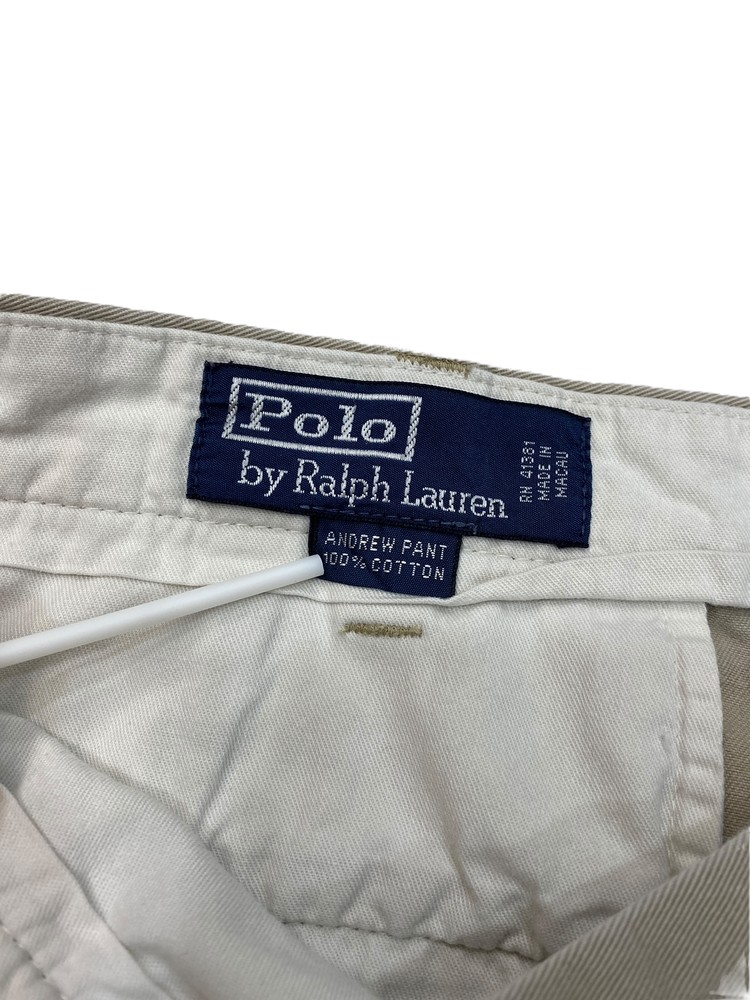 Polo
by Ralph Lauren
RN 41381
MADE IN
MACAU
ANDREW PANT
100% COTTON